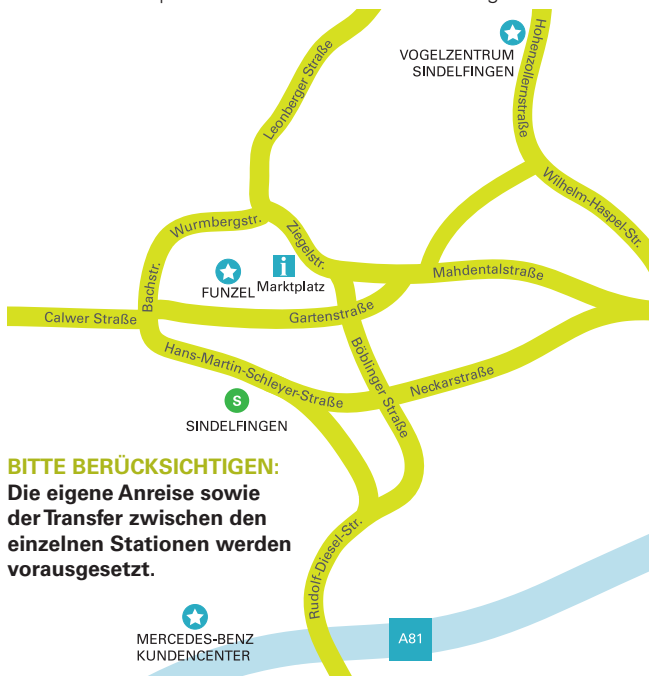 VOGELZENTRUM
SINDELFINGEN
Hohenzollernstraße
Leonberger Straße
Wilhelm-Haspel-Str.
Wurmbergstr.
Ziegelstr.
Bachstr.
i
FUNZEL
Marktplatz
Mahdentalstraße
Calwer Straße
Gartenstraße
Hans-Martin-Schleyer-Straße
Böblinger Straße
Neckarstraße
S
SINDELFINGEN
BITTE BERÜCKSICHTIGEN:
Die eigene Anreise sowie
der Transfer zwischen den
einzelnen Stationen werden
vorausgesetzt.
Rudolf-Diesel-Str.
MERCEDES-BENZ
KUNDENCENTER
A81